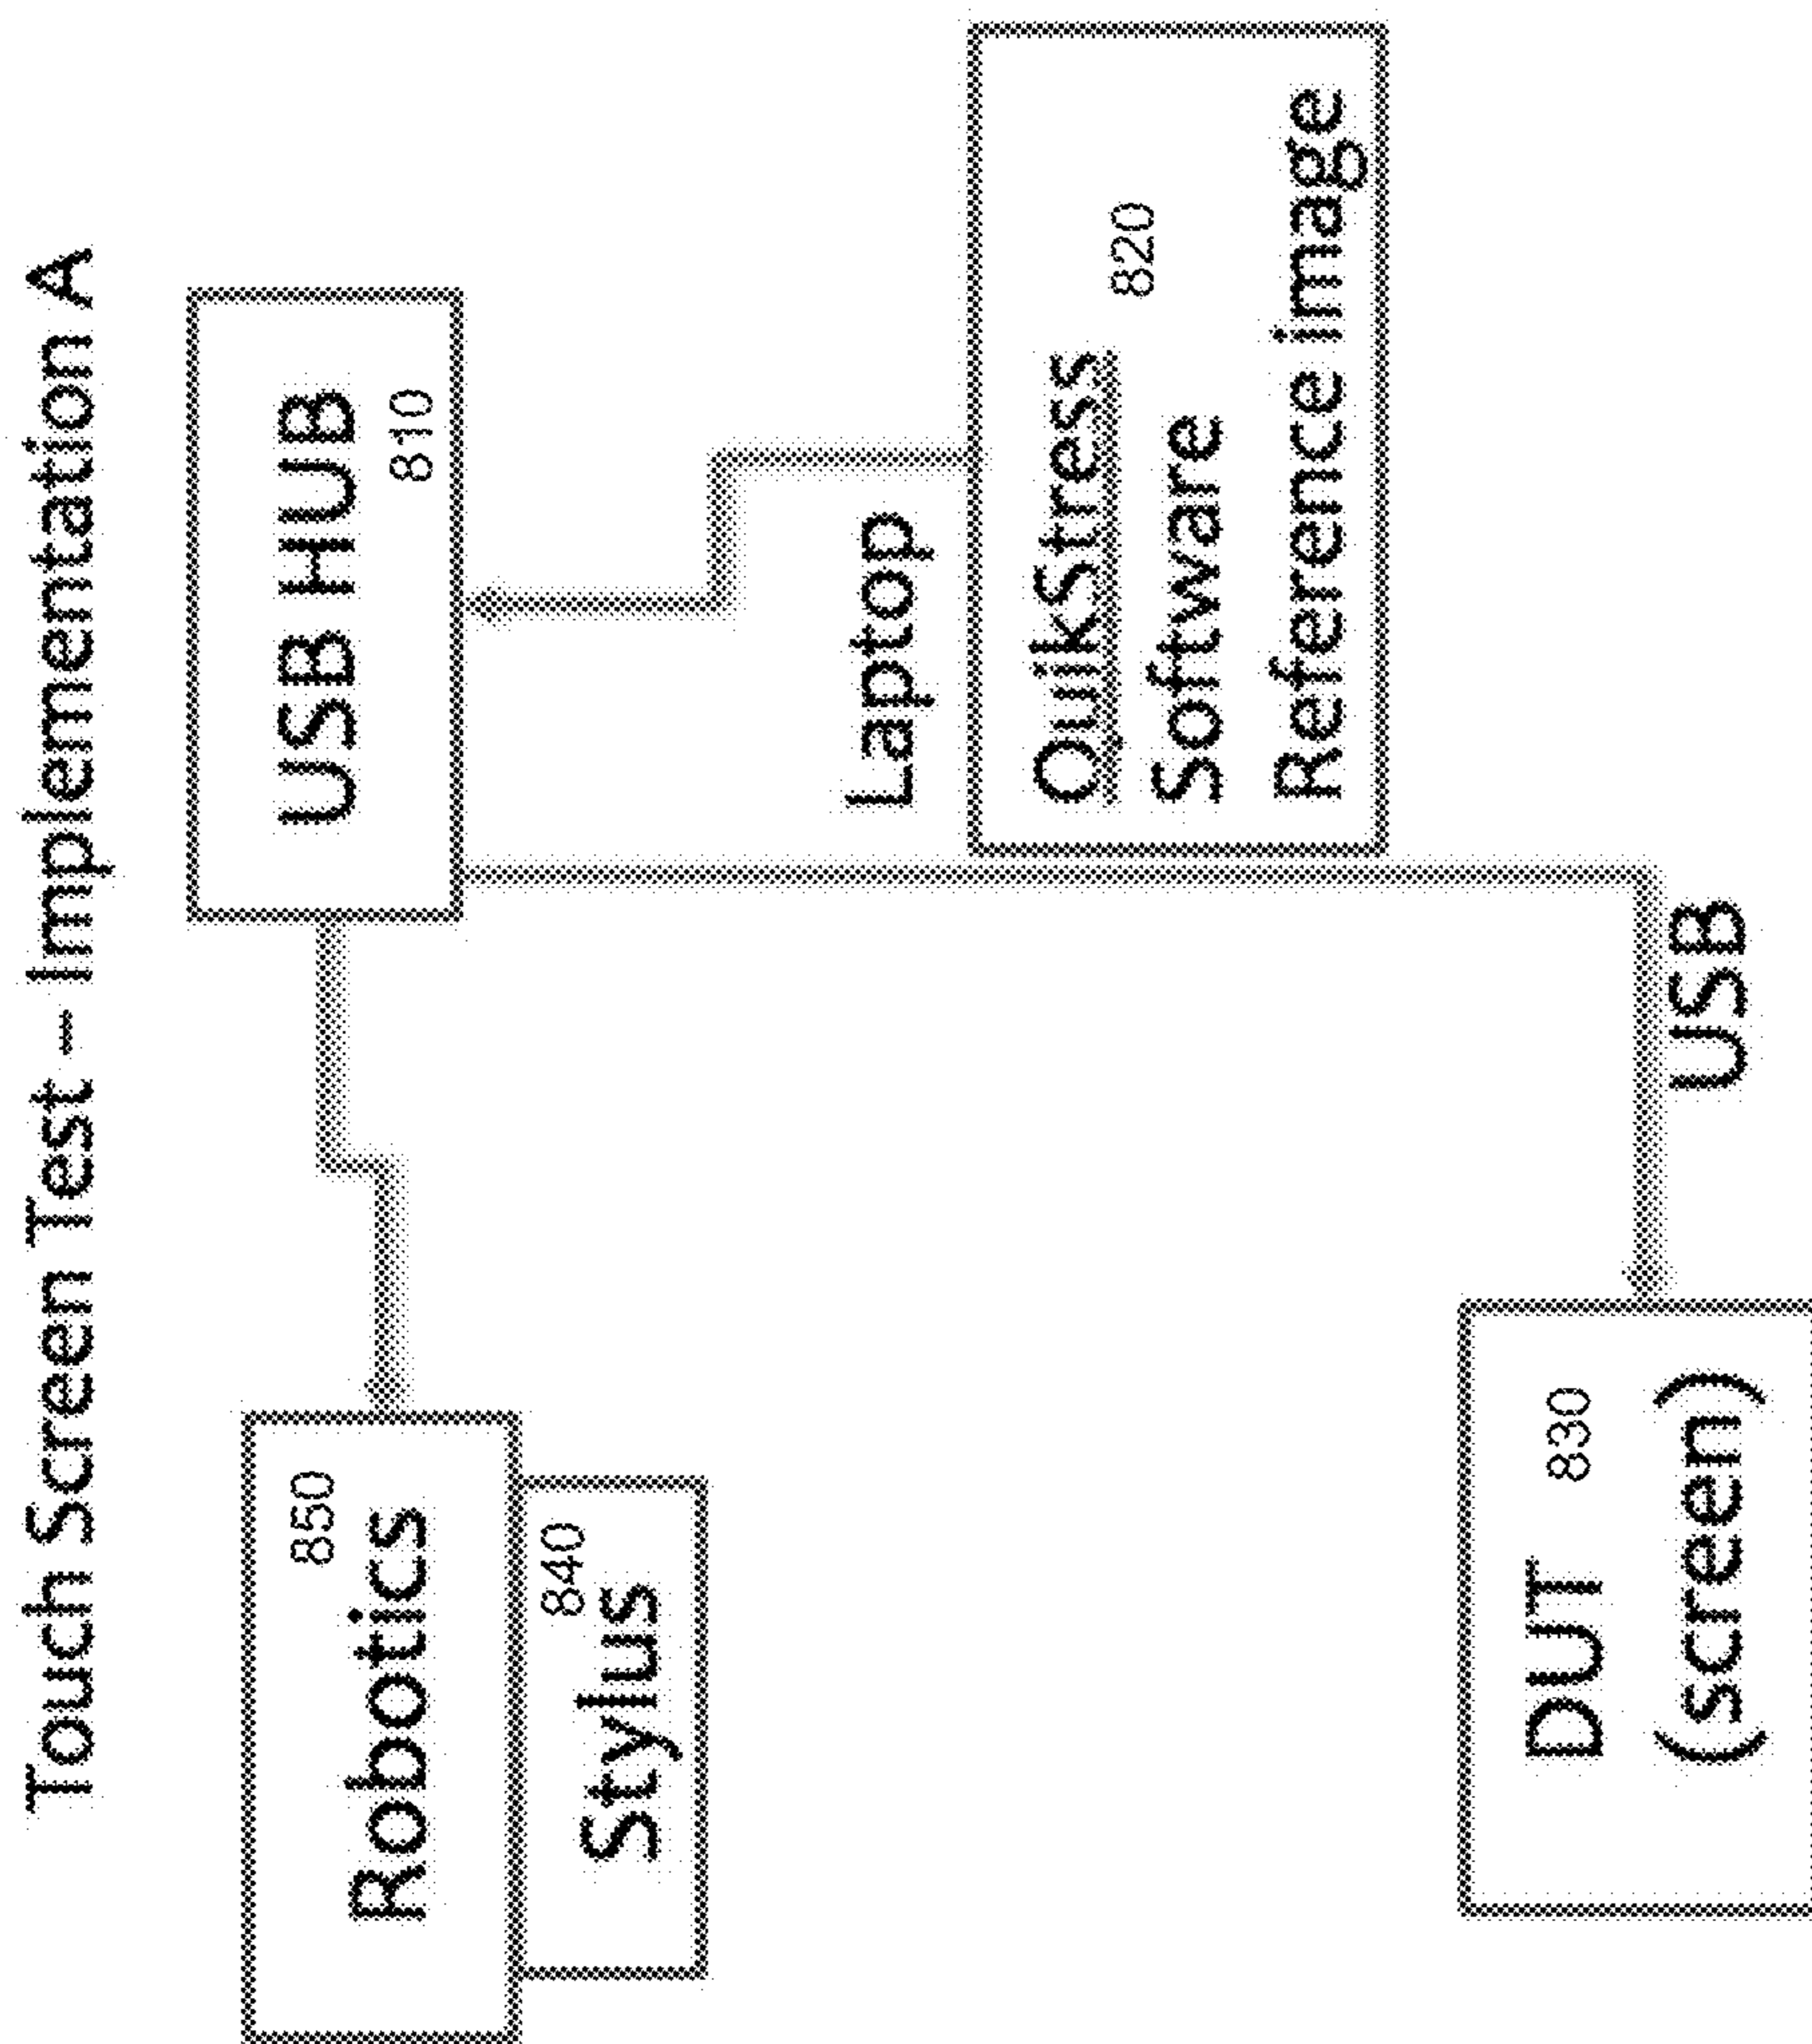 Touch Screen Test – Implementation A
850
Robotics
840
Stylus
USB HUB
810
Laptop
QuikStress
820
Software
Reference image
DUT 830
(screen)
USB